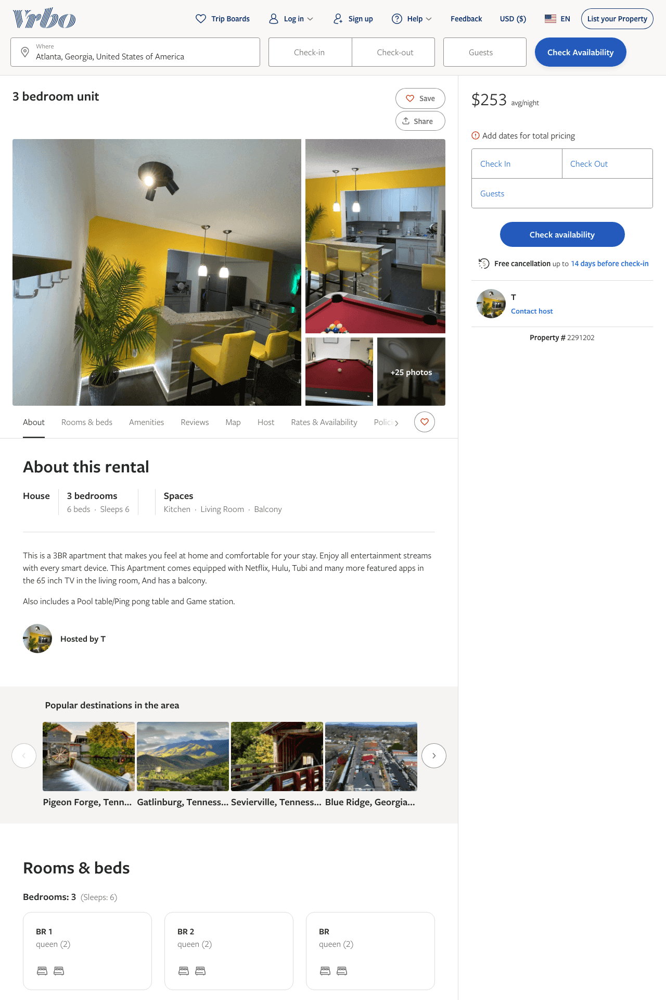 Vrbo
Trip Boards
Log in
Sign up
Help
Feedback
USD ($)
EN
List your Property
Where
Atlanta, Georgia, United States of America
Check-in
Check-out
Guests
Check Availability
3 bedroom unit
Save
Share
+25 photos
$253 avg/night
Add dates for total pricing
Check In
Check Out
Guests
Check availability
Free cancellation up to 14 days before check-in
T
Contact host
Property # 2291202
About
Rooms & beds
Amenities
Reviews
Map
Host
Rates & Availability
About this rental
House
3 bedrooms
6 beds · Sleeps 6
Spaces
Kitchen · Living Room · Balcony
This is a 3BR apartment that makes you feel at home and comfortable for your stay. Enjoy all entertainment streams
with every smart device. This Apartment comes equipped with Netflix, Hulu, Tubi and many more featured apps in
the 65 inch TV in the living room, And has a balcony.
Also includes a Pool table/Ping pong table and Game station.
Hosted by T
Popular destinations in the area
Pigeon Forge, Tenn...
Gatlinburg, Tenness...
Sevierville, Tenness...
Blue Ridge, Georgia...
Rooms & beds
Bedrooms: 3 (Sleeps: 6)
BR 1
queen (2)
BR 2
queen (2)
BR
queen (2)